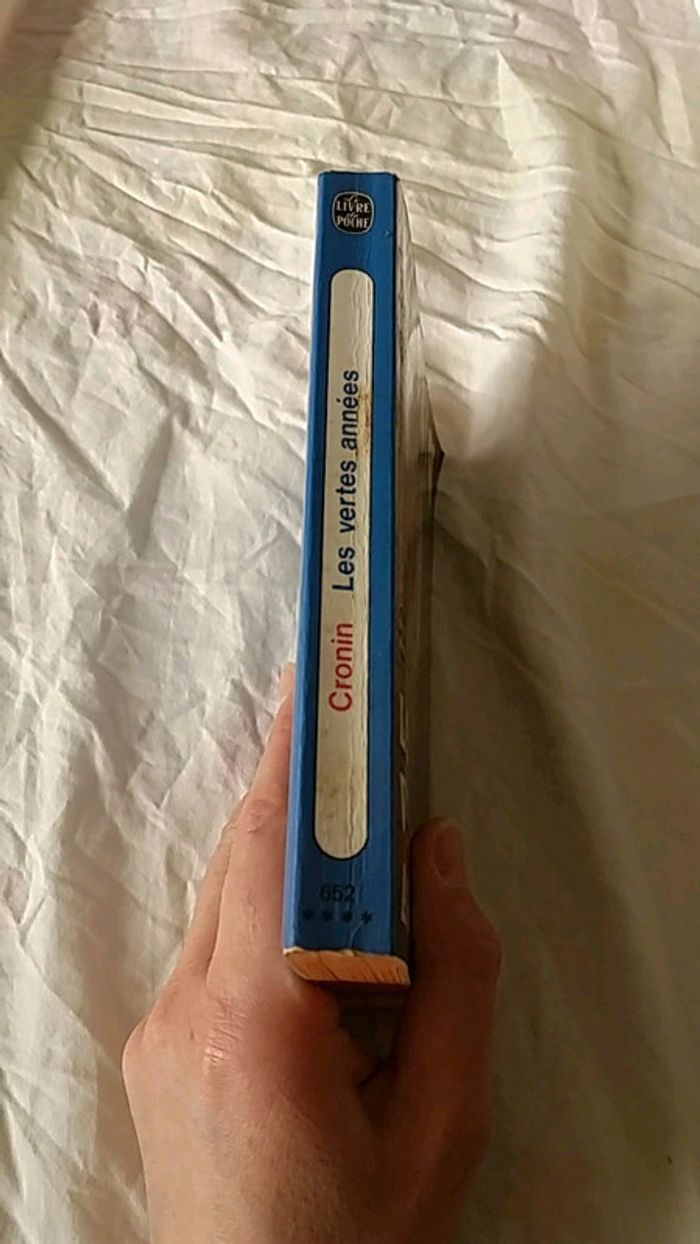 Le
LIVRE
de
POCHE
Cronin Les vertes années
652
****